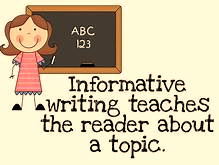 ABC
123
Informative
writing teaches
the reader about
a topic.